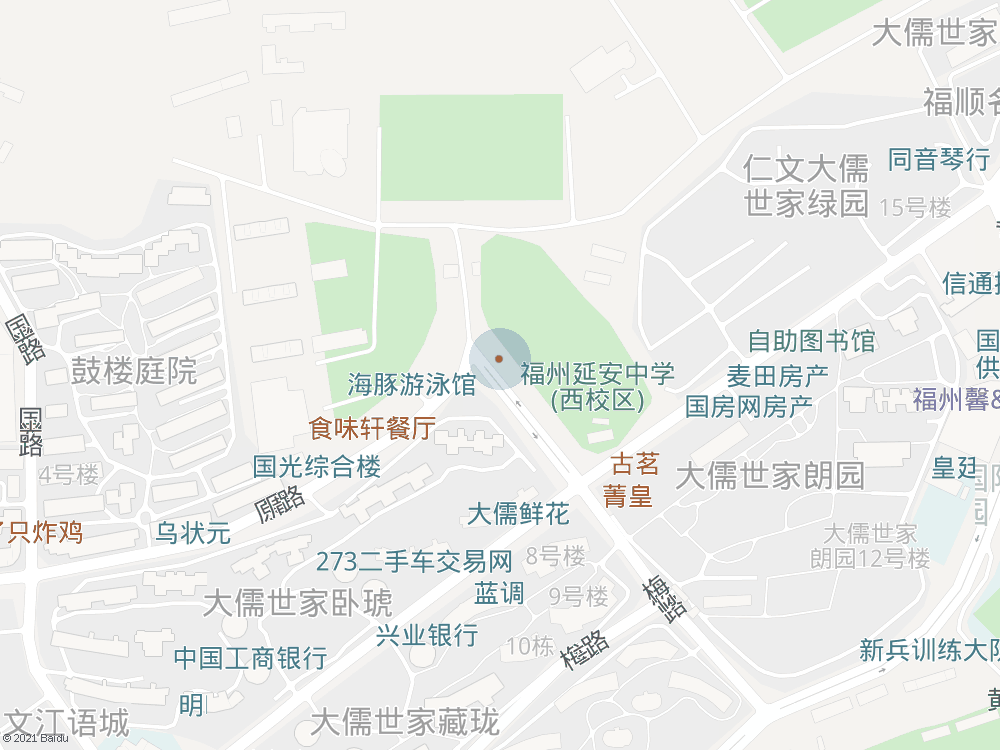 大儒世家
福顺名
同音琴行
仁文大儒
世家绿园
15号楼
信通
自助图书馆
国
供
鼓楼庭院
海豚游泳馆
福州延安中学
(西校区)
麦田房产
国房网房产
福州馨&
食味轩餐厅
4号楼
国光综合楼
古茗
菁皇
大儒世家朗园
皇廷
园
只炸鸡
乌状元
大儒鲜花
大儒世家
朗园12号楼
273二手车交易网
8号楼
蓝调
9号楼
大儒世家卧琥
兴业银行
10栋
中国工商银行
新兵训练大队
明
文江语城
大儒世家藏珑
黄
© 2021 Baidu